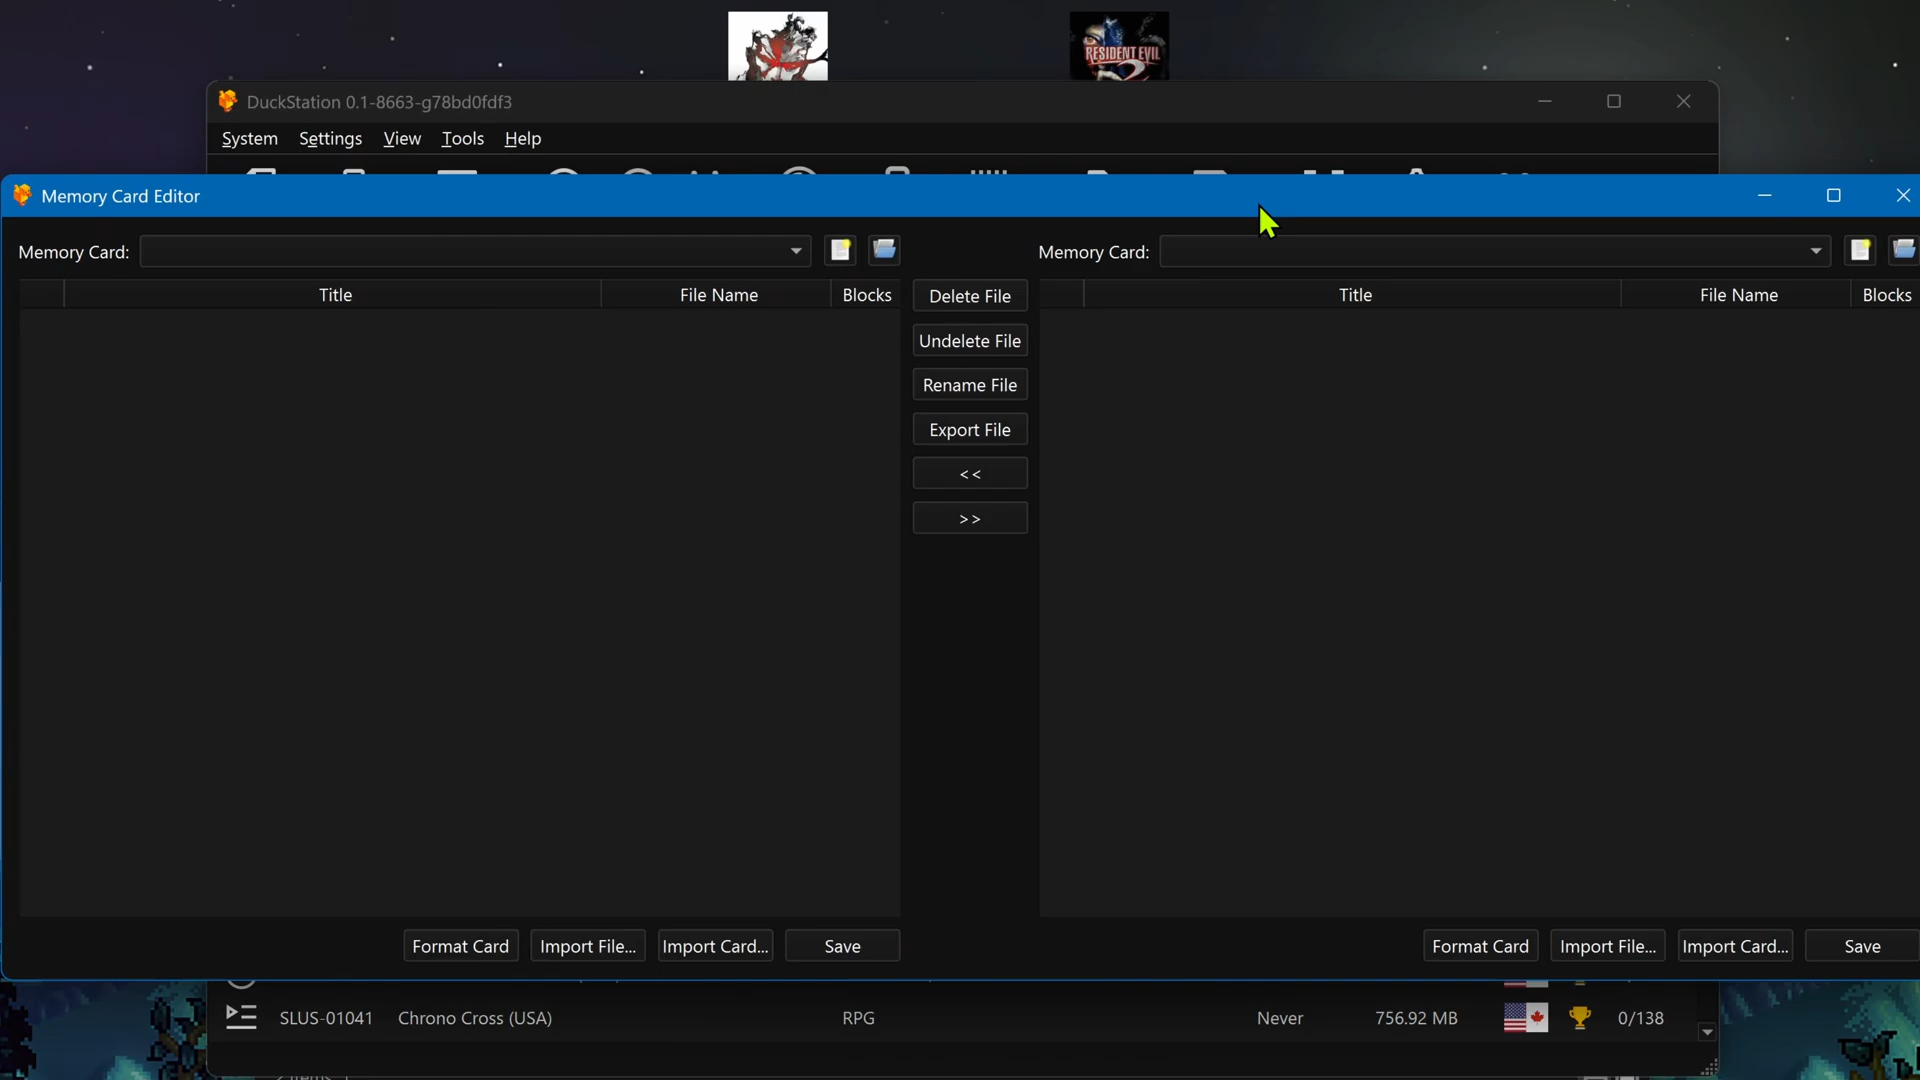 RESIDENT EVIL
2
DuckStation 0.1-8663-g78bd0fdf3
System Settings View Tools Help
Memory Card Editor
Memory Card: Memory Card:
Title File Name Blocks Delete File Title File Name Blocks
Undelete File
Rename File
Export File
<<
>>
Format Card Import File... Import Card... Save Format Card Import File... Import Card... Save
SLUS-01041 Chrono Cross (USA) RPG Never 756.92 MB 0/138